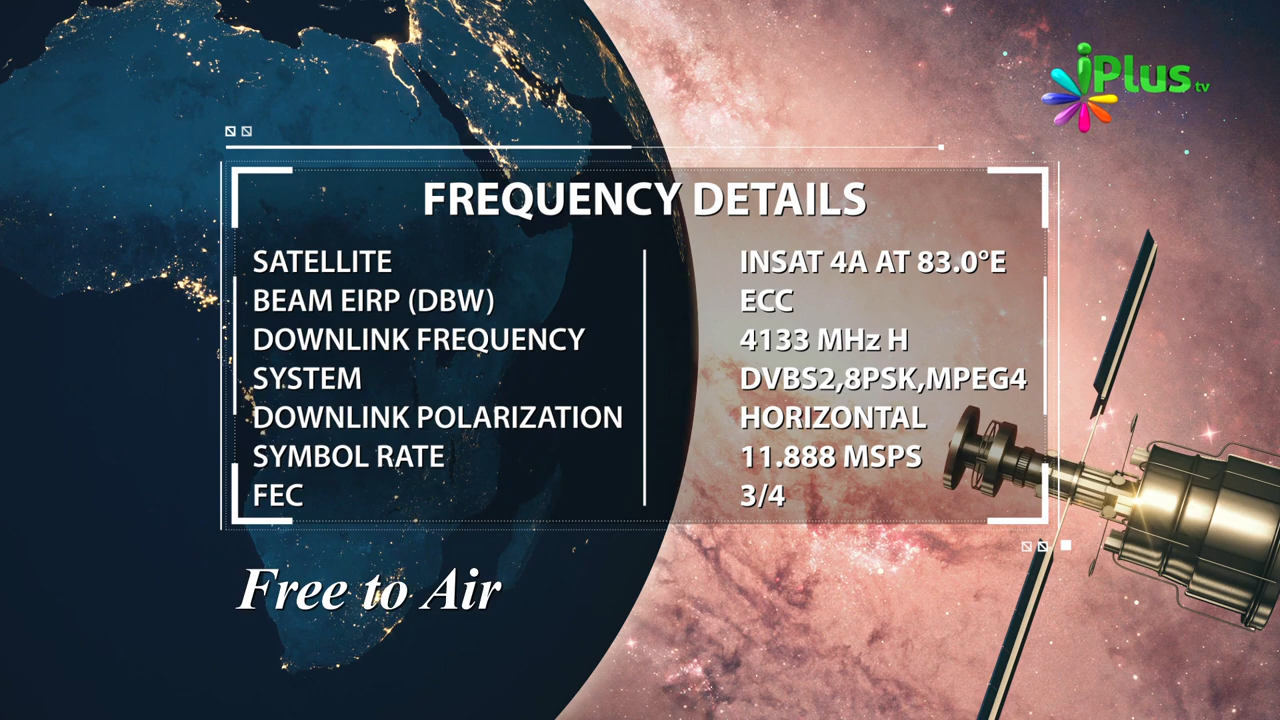 iPlus tv
FREQUENCY DETAILS
SATELLITE INSAT 4A AT 83.0°E
BEAM EIRP (DBW) ECC
DOWNLINK FREQUENCY 4133 MHz H
SYSTEM DVBS2,8PSK,MPEG4
DOWNLINK POLARIZATION HORIZONTAL
SYMBOL RATE 11.888 MSPS
FEC 3/4
Free to Air